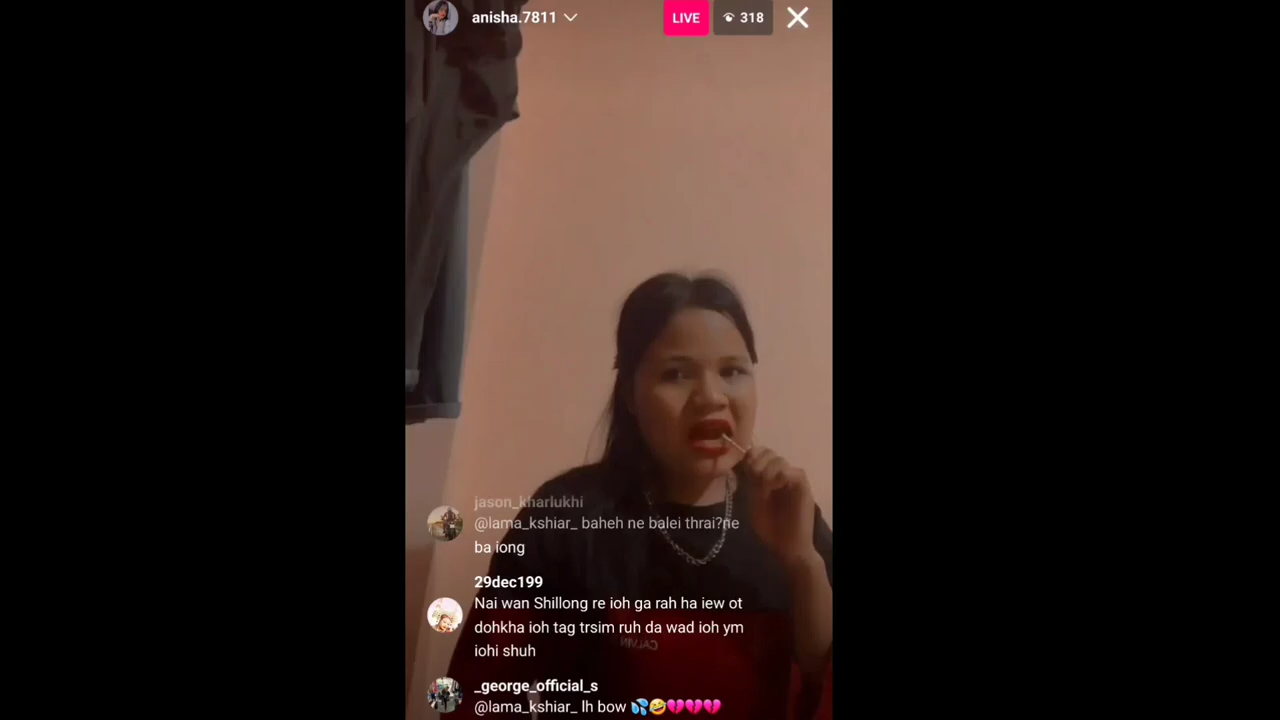 anisha.7811
LIVE
318
jason_kharlukhi
@lama_kshiar_ baheh ne balei thrai?ne
ba iong
29dec199
Nai wan Shillong re ioh ga rah ha iew ot
dohkha ioh tag trsim ruh da wad ioh ym
iohi shuh
CALVIN
_george_official_s
@lama_kshiar_ lh bow 💦🤣💔💔💔